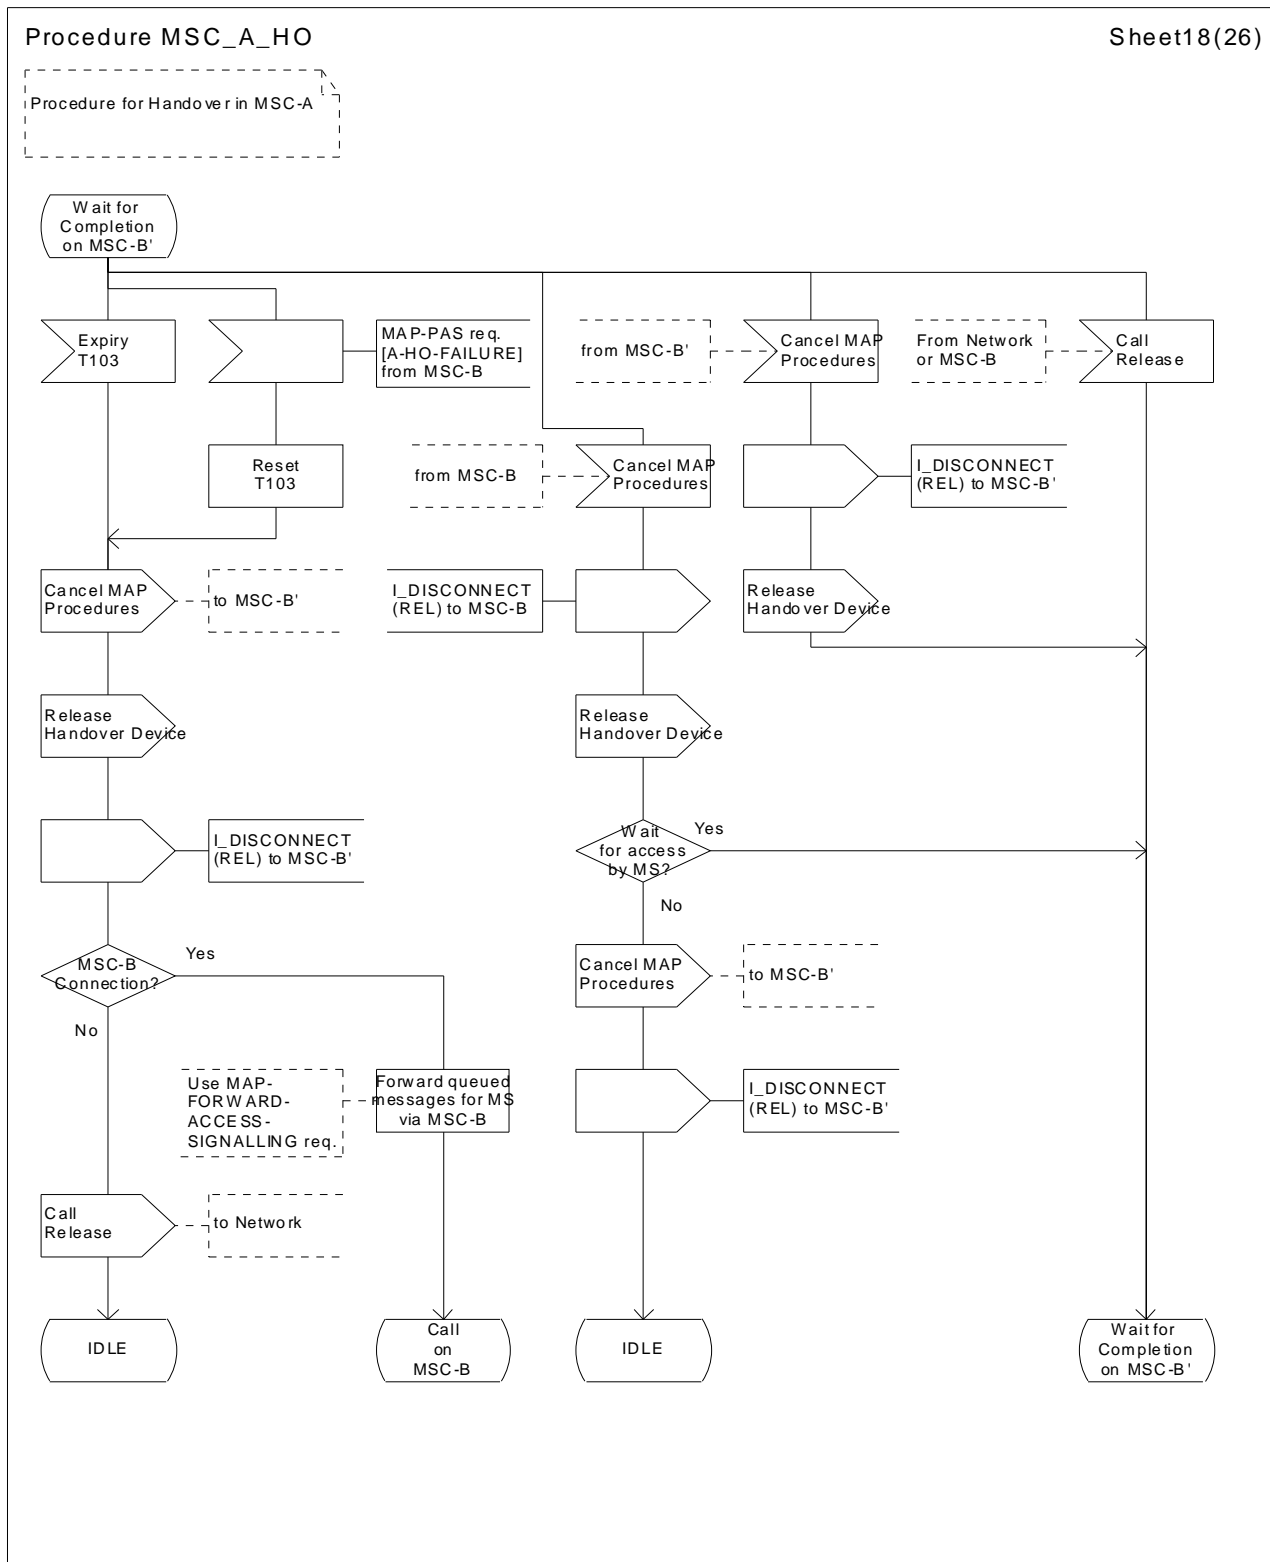 Procedure MSC_A_HO
Sheet18(26)
Procedure for Handover in MSC-A
Wait for
Completion
on MSC-B'
Expiry
T103
MAP-PAS req.
[A-HO-FAILURE]
from MSC-B
from MSC-B'
Cancel MAP
Procedures
From Network
or MSC-B
Call
Release
Reset
T103
from MSC-B
Cancel MAP
Procedures
I_DISCONNECT
(REL) to MSC-B'
Cancel MAP
Procedures
to MSC-B'
I_DISCONNECT
(REL) to MSC-B
Release
Handover Device
Release
Handover Device
Release
Handover Device
I_DISCONNECT
(REL) to MSC-B'
Wait
for access
by MS?
Yes
No
MSC-B
Connection?
Yes
No
Cancel MAP
Procedures
to MSC-B'
Use MAP-
FORWARD-
ACCESS-
SIGNALLING req.
Forward queued
messages for MS
via MSC-B
I_DISCONNECT
(REL) to MSC-B'
Call
Release
to Network
IDLE
Call
on
MSC-B
IDLE
Wait for
Completion
on MSC-B'